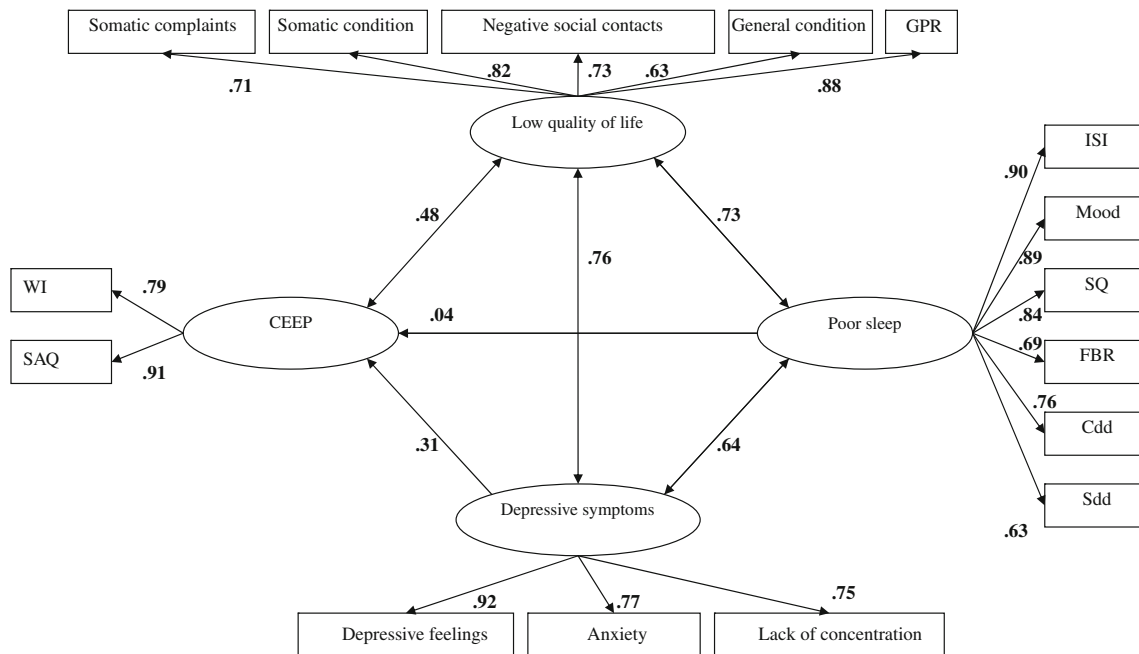 Somatic complaints
Somatic condition
Negative social contacts
General condition
GPR
.71
.82
.73
.63
.88
Low quality of life
ISI
.90
Mood
.48
.73
.89
SQ
.76
WI
.79
CEEP
.04
Poor sleep
.84
.69
FBR
SAQ
.91
.76
Cdd
.31
.64
Depressive symptoms
Sdd
.63
.92
.77
.75
Depressive feelings
Anxiety
Lack of concentration